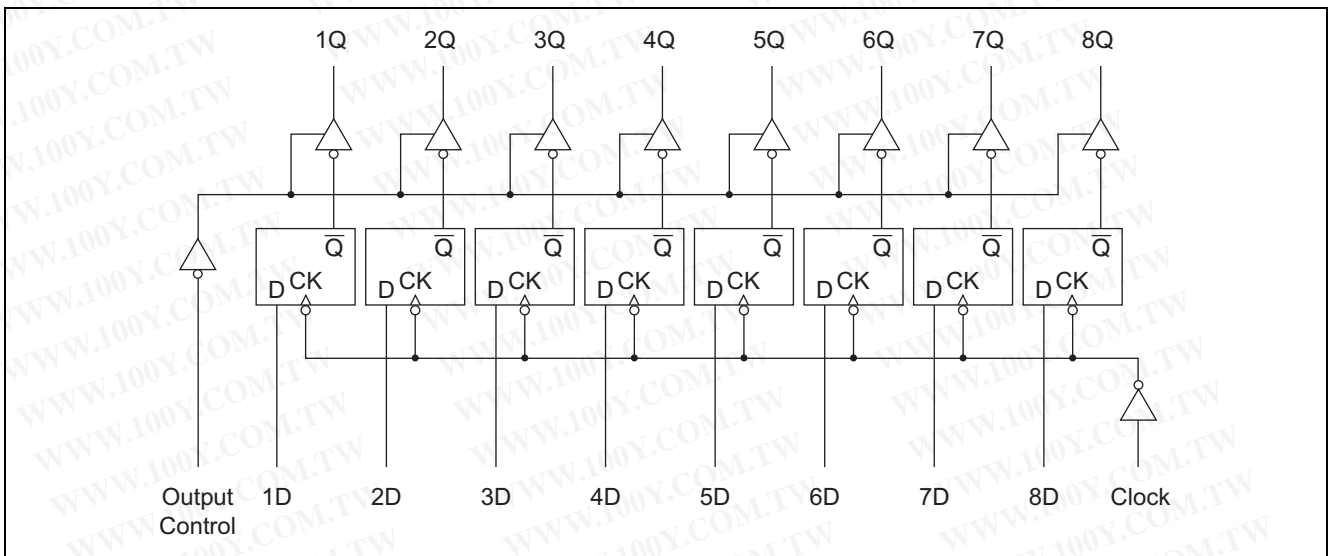 1Q 2Q 3Q 4Q 5Q 6Q 7Q 8Q
Q Q Q Q Q Q Q Q
D CK D CK D CK D CK D CK D CK D CK D CK
Output Control 1D 2D 3D 4D 5D 6D 7D 8D Clock
WWW.100Y.COM.TW